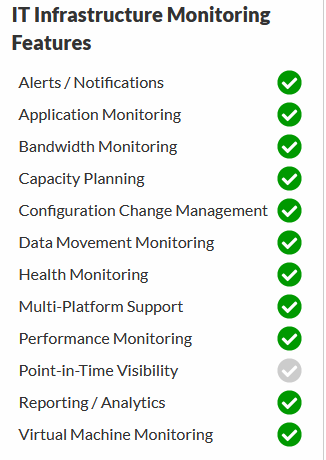 IT Infrastructure Monitoring
Features
Alerts / Notifications
Application Monitoring
Bandwidth Monitoring
Capacity Planning
Configuration Change Management
Data Movement Monitoring
Health Monitoring
Multi-Platform Support
Performance Monitoring
Point-in-Time Visibility
Reporting / Analytics
Virtual Machine Monitoring